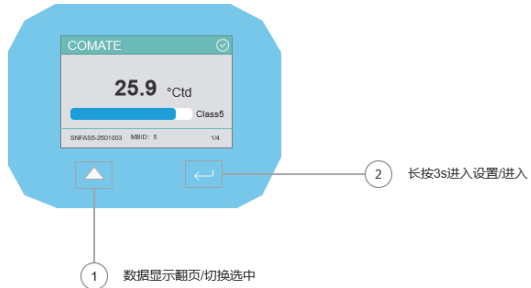 COMATE
25.9 °Ctd
Class5
SNFAS5-2501003 MBID: 5 1/4
2 长按3s进入设置/进入
1 数据显示翻页/切换选中